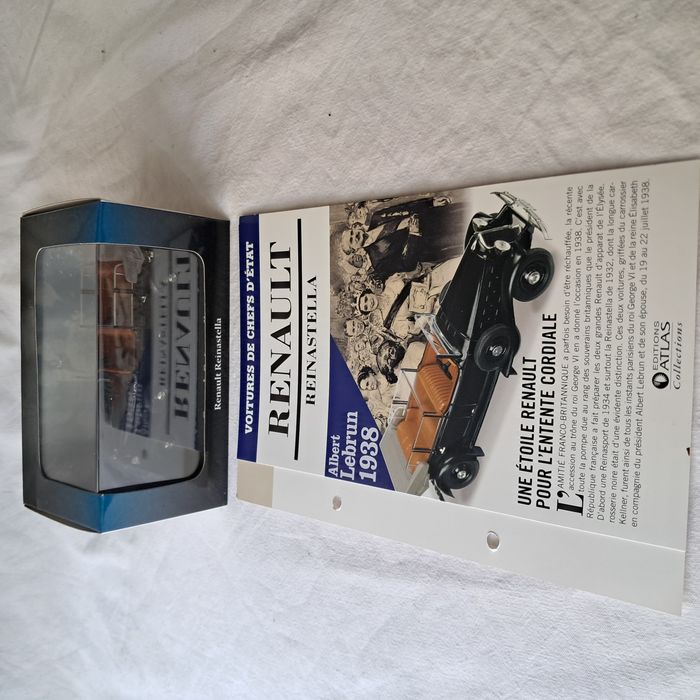 Renault Reinastella
VOITURES DE CHEFS D'ÉTAT
RENAULT
REINASTELLA
Albert
Lebrun
1938
UNE ÉTOILE RENAULT
POUR L'ENTENTE CORDIALE
L'AMITIÉ FRANCO-BRITANNIQUE a parfois besoin d'être réchauffée, la récente
accession au trône du roi George VI en a donné l'occasion en 1938. C'est avec
toute la pompe due au rang des souverains britanniques que le président de la
République française a fait préparer les deux grandes Renault d'apparat de l'Élysée.
D'abord une Reinasport de 1934 et surtout la Reinastella de 1932, dont la longue car-
rosserie noire était d'une évidente distinction. Ces deux voitures, griffées du carrossier
Kellner, furent ainsi de tous les instants parisiens du roi George VI et de la reine Élisabeth
en compagnie du président Albert Lebrun et de son épouse, du 19 au 22 juillet 1938.
EDITIONS
ATLAS
Collections
RENAULT
REINASTELLA